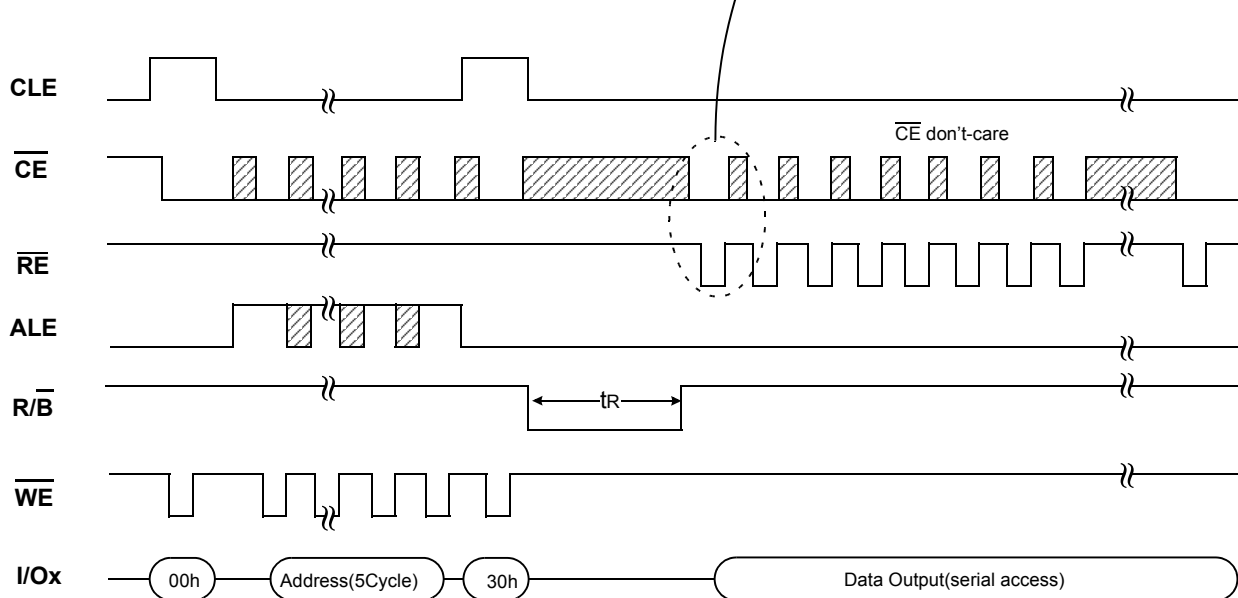 CLE
CE
CE don't-care
RE
ALE
R/B
tR
WE
I/Ox
00h
Address(5Cycle)
30h
Data Output(serial access)